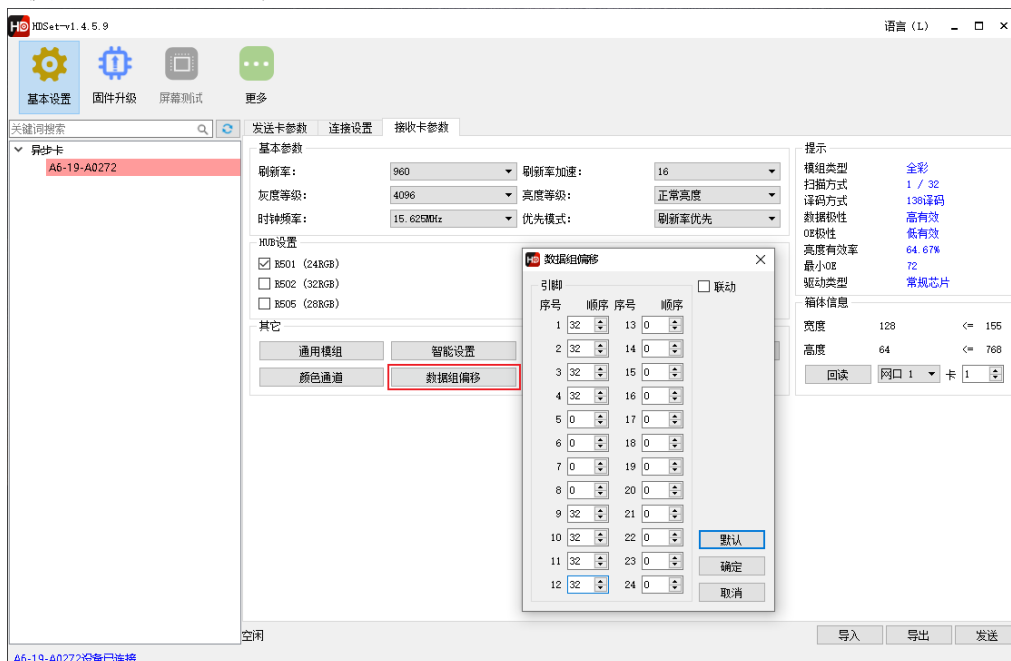 HDSet-v1.4.5.9 语言(L)
基本设置 固件升级 屏幕测试 更多
关键词搜索 发送卡参数 连接设置 接收卡参数
异步卡
A6-19-A0272
基本参数
刷新率: 960 刷新率加速: 16
灰度等级: 4096 亮度等级: 正常亮度
时钟频率: 15.625MHz 优先模式: 刷新率优先
HUB设置
R501 (24RGB)
R502 (32RGB)
R505 (28RGB)
其它
通用模组 智能设置
颜色通道 数据组偏移
数据组偏移
引脚 联动
序号 顺序 序号 顺序
1 32 13 0
2 32 14 0
3 32 15 0
4 32 16 0
5 0 17 0
6 0 18 0
7 0 19 0
8 0 20 0
9 32 21 0
10 32 22 0
11 32 23 0
12 32 24 0
默认
确定
取消
提示
模组类型 全彩
扫描方式 1 / 32
译码方式 138译码
数据极性 高有效
OE极性 低有效
亮度有效率 64.67%
最小OE 72
驱动类型 常规芯片
箱体信息
宽度 128 <= 155
高度 64 <= 768
回读 网口 1 卡 1
空闲 导入 导出 发送
A6-19-A0272设备已连接